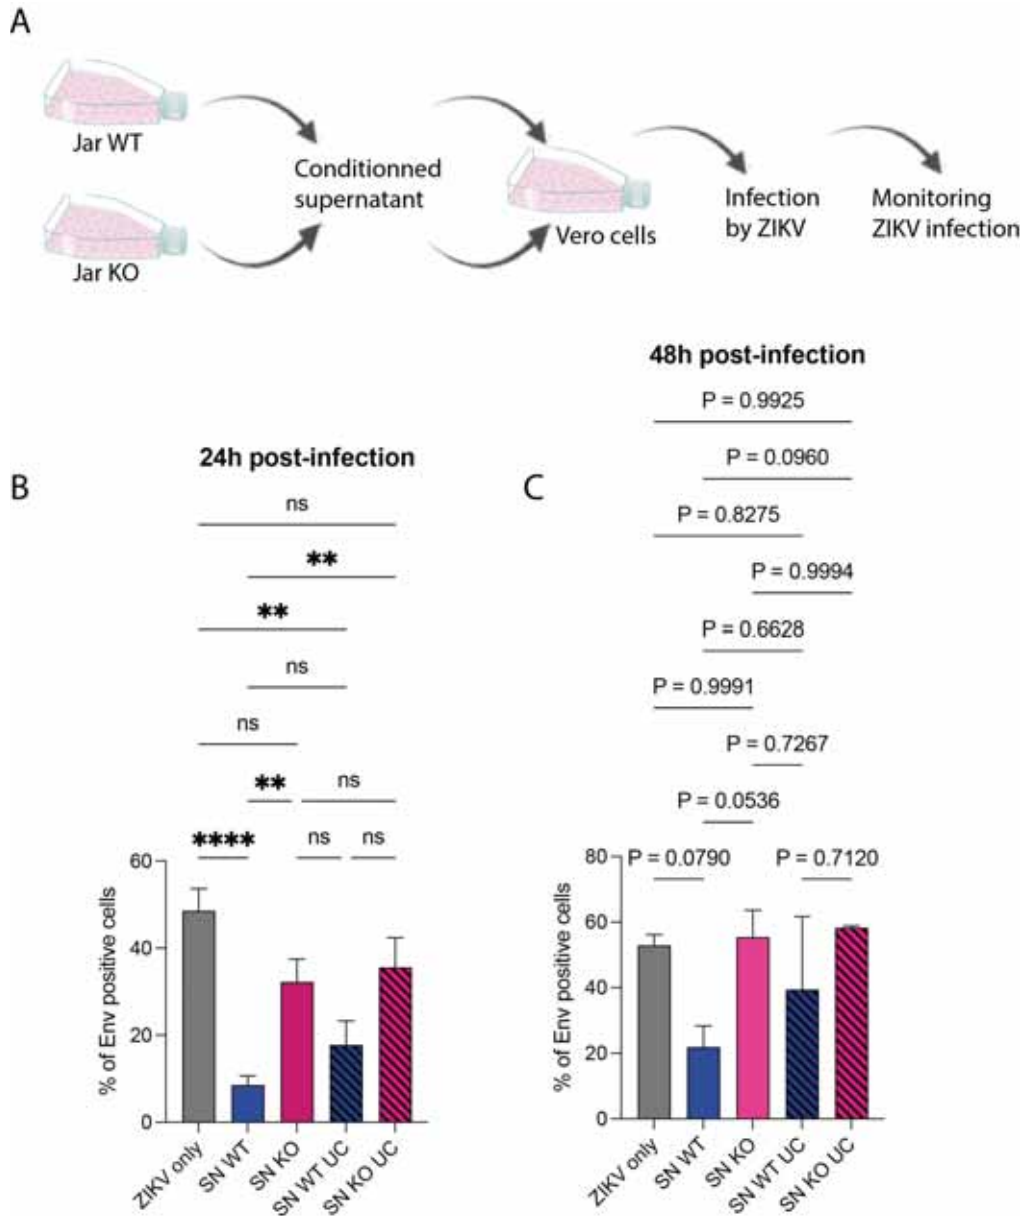 A
Jar WT
Jar KO
Conditionned
supernatant
Vero cells
Infection
by ZIKV
Monitoring
ZIKV infection
B
24h post-infection
ns
**
**
ns
ns
**
ns
****
ns
ns
% of Env positive cells
60
40
20
0
ZIKV only
SN WT
SN KO
SN WT UC
SN KO UC
C
48h post-infection
P = 0.9925
P = 0.0960
P = 0.8275
P = 0.9994
P = 0.6628
P = 0.9991
P = 0.7267
P = 0.0536
P = 0.0790
P = 0.7120
% of Env positive cells
80
60
40
20
0
ZIKV only
SN WT
SN KO
SN WT UC
SN KO UC